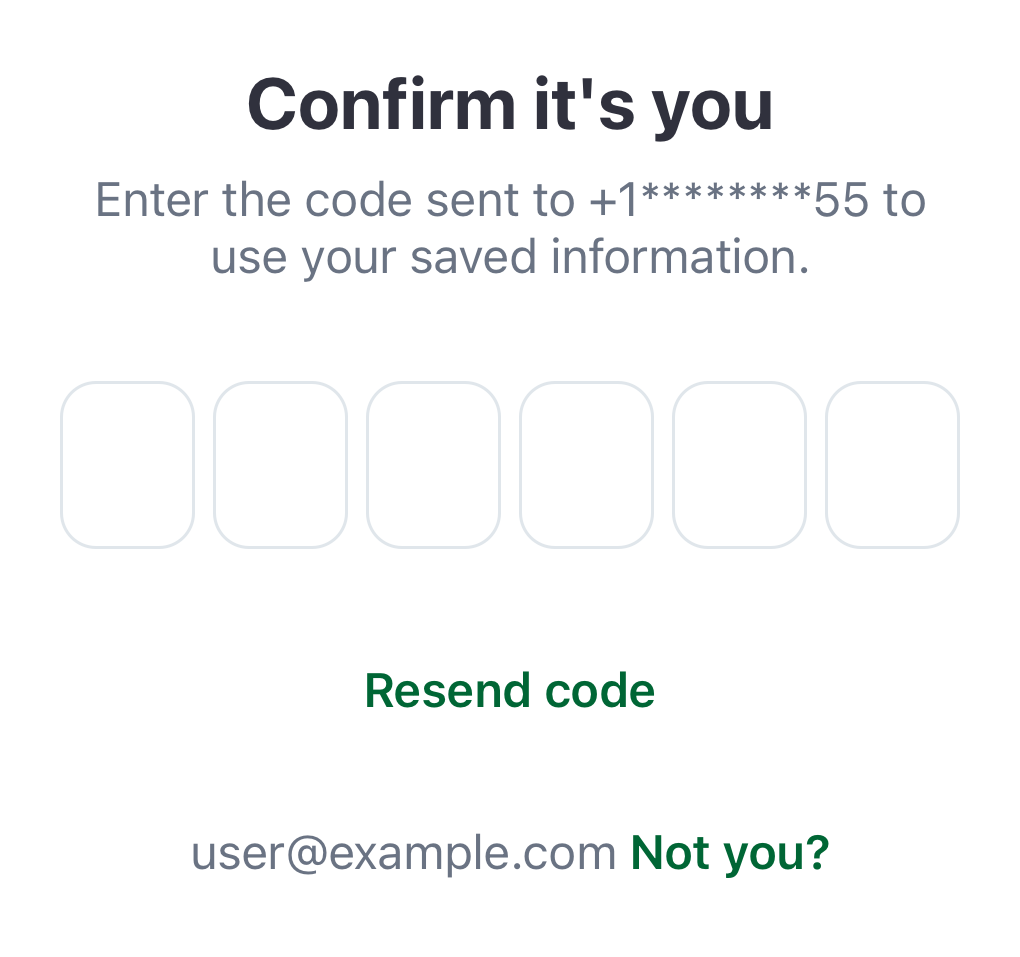 Confirm it's you
Enter the code sent to +1********55 to
use your saved information.
Resend code
user@example.com Not you?